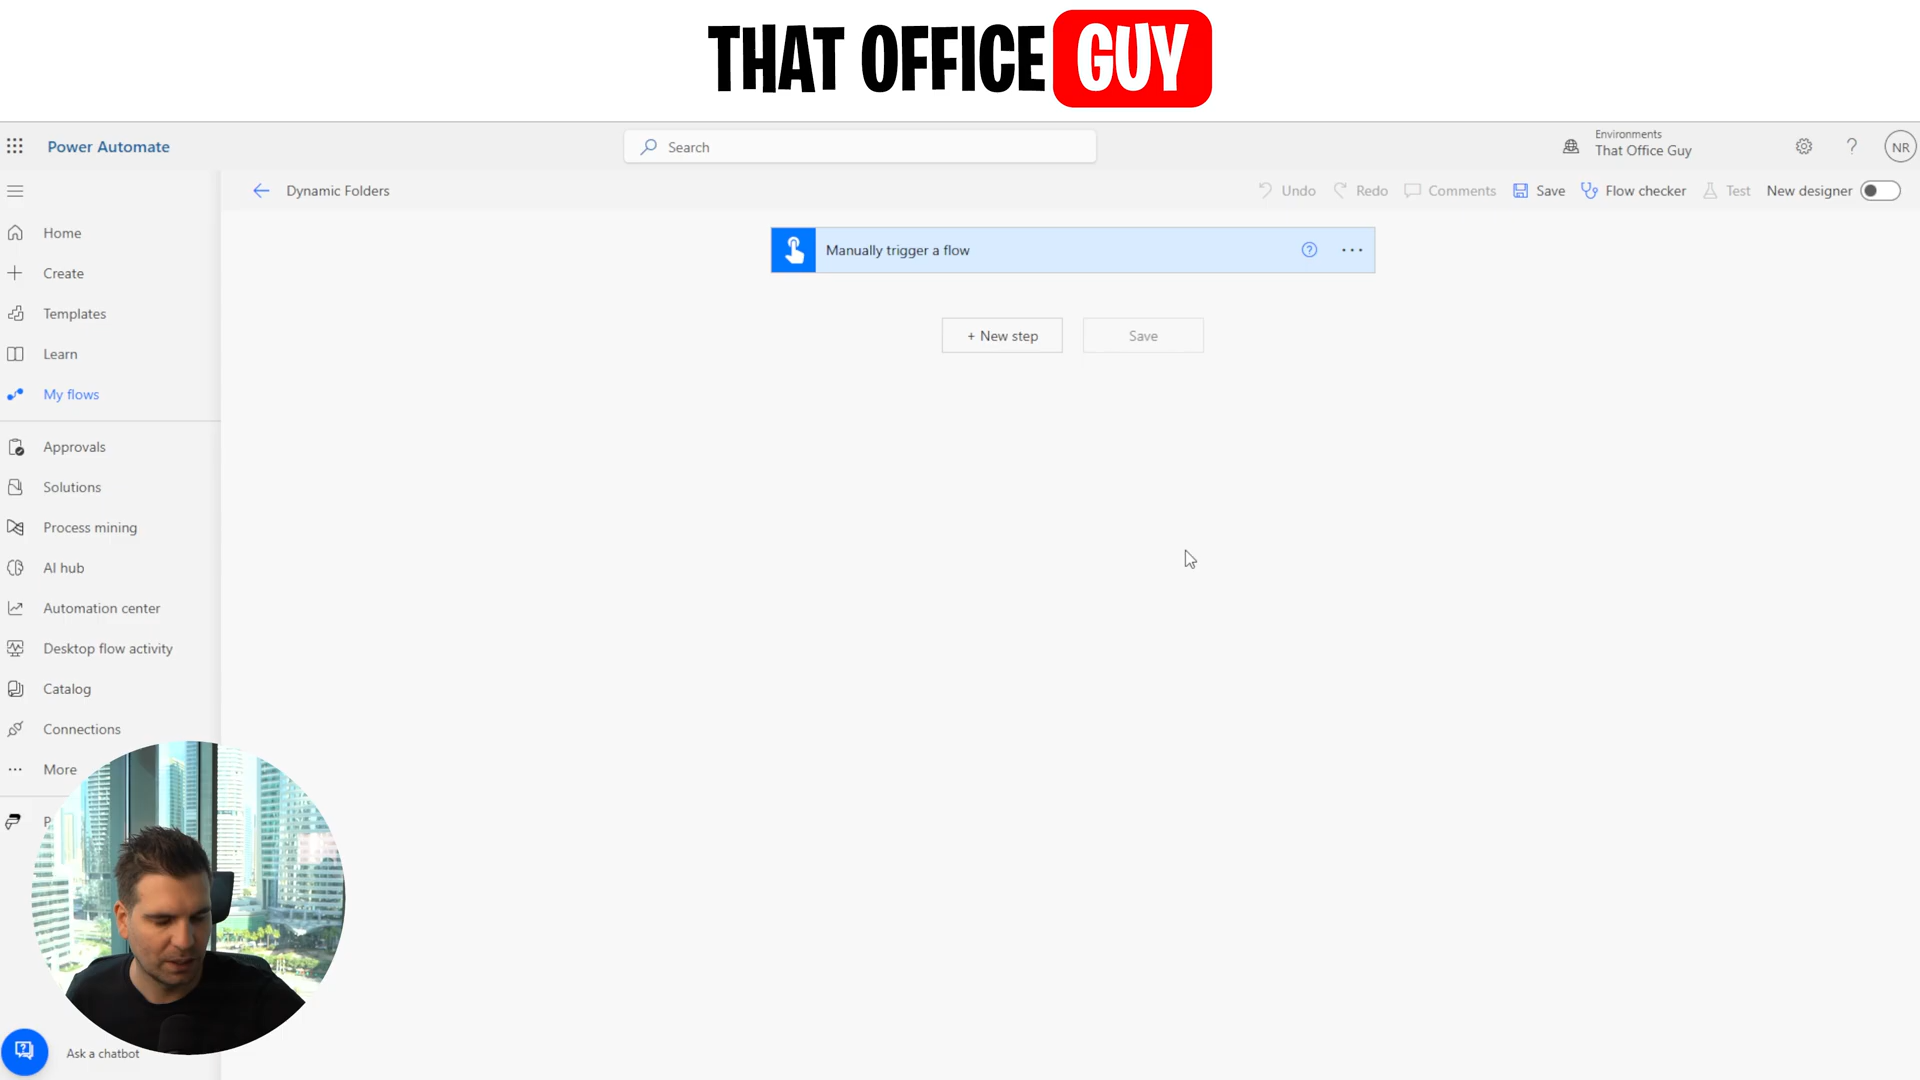 THAT OFFICE GUY
Power Automate
Search
Environments
That Office Guy
NR
Dynamic Folders
Undo
Redo
Comments
Save
Flow checker
Test
New designer
Home
Create
Templates
Learn
My flows
Approvals
Solutions
Process mining
AI hub
Automation center
Desktop flow activity
Catalog
Connections
More
P
Ask a chatbot
Manually trigger a flow
+ New step
Save